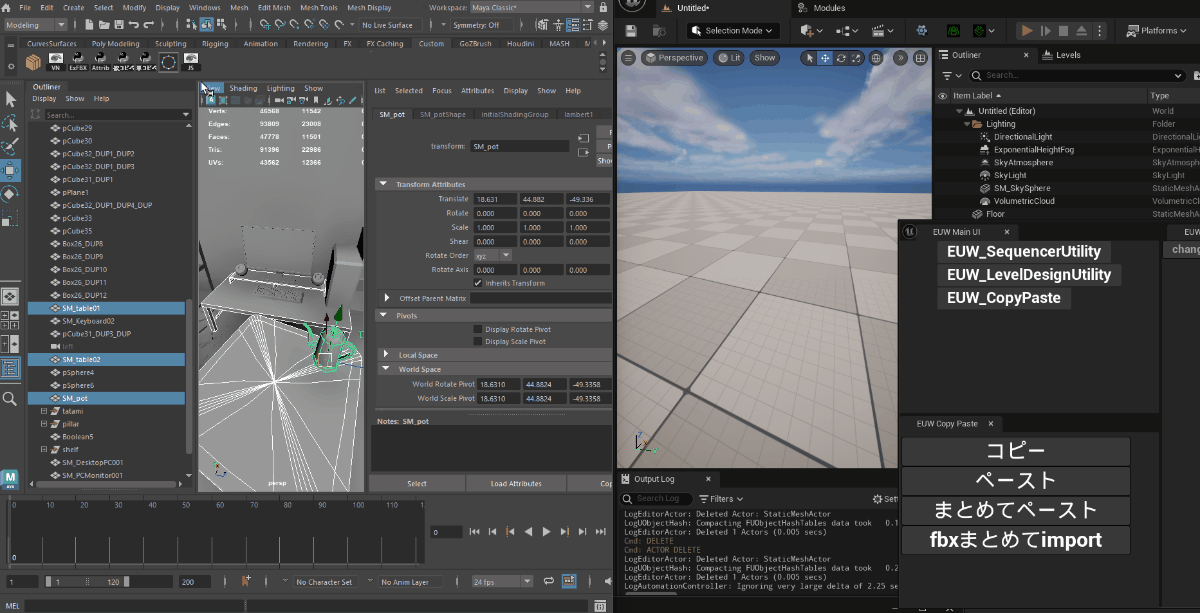 File Edit Create Select Modify Display Windows Mesh Edit Mesh Mesh Tools Mesh Display
Workspace: Maya Classic*
Modeling
No Live Surface
Symmetry: Off
CurvesSurfaces Poly Modeling Sculpting Rigging Animation Rendering FX FX Caching Custom GoZBrush Houdini MASH
VN ExFBX Attrib JS
Outliner
Display Show Help
Search...
pCube29
pCube30
pCube32_DUP1_DUP2
pCube32_DUP1_DUP3
pCube31_DUP1
pPlane1
pCube32_DUP1_DUP4_DUP
pCube33
pCube35
Box26_DUP8
Box26_DUP9
Box26_DUP10
Box26_DUP11
Box26_DUP12
SM_table01
SM_Keyboard02
pCube31_DUP3_DUP
left
SM_table02
pSphere4
pSphere6
SM_pot
tatami
pillar
Boolean5
shelf
SM_DesktopPC001
SM_PCMonitor001
Shading Lighting Show
Verts: 46568 11542
Edges: 93809 23008
Faces: 47778 11501
Tris: 91396 22986
UVs: 43562 12366
persp
List Selected Focus Attributes Display Show Help
SM_pot SM_potShape initialShadingGroup lambert1
transform: SM_pot
Show
Transform Attributes
Translate 18.631 44.882 -49.336
Rotate 0.000 0.000 0.000
Scale 1.000 1.000 1.000
Shear 0.000 0.000 0.000
Rotate Order xyz
Rotate Axis 0.000 0.000 0.000
Inherits Transform
Offset Parent Matrix
Pivots
Display Rotate Pivot
Display Scale Pivot
Local Space
World Space
World Rotate Pivot 18.6310 44.8824 -49.3358
World Scale Pivot 18.6310 44.8824 -49.3358
Notes: SM_pot
Select Load Attributes
0 10 20 30 40 50 60 70 80 90 100 110
0
0
1 1 120 200
No Character Set
No Anim Layer
24 fps
MEL
Untitled*
Modules
Selection Mode
Platforms
Perspective Lit Show
Outliner
Levels
Search...
Item Label Type
Untitled (Editor) World
Lighting Folder
DirectionalLight DirectionalLi
ExponentialHeightFog ExponentialH
SkyAtmosphere SkyAtmosph
SkyLight SkyLight
SM_SkySphere StaticMeshA
VolumetricCloud VolumetricCl
Floor StaticMeshA
EUW Main UI
EUW
chang
EUW_SequencerUtility
EUW_LevelDesignUtility
EUW_CopyPaste
EUW Copy Paste
コピー
ペースト
まとめてペースト
fbxまとめてimport
Output Log
Search Log
Filters
Sett
LogEditorActor: Deleted Actor: StaticMeshActor
LogUObjectHash: Compacting FUObjectHashTables data took 0.1
LogEditorActor: Deleted 1 Actors (0.005 secs)
Cmd: DELETE
Cmd: ACTOR DELETE
LogEditorActor: Deleted Actor: StaticMeshActor
LogUObjectHash: Compacting FUObjectHashTables data took 0.2
LogEditorActor: Deleted 1 Actors (0.005 secs)
LogAutomationController: Ignoring very large delta of 2.25 se